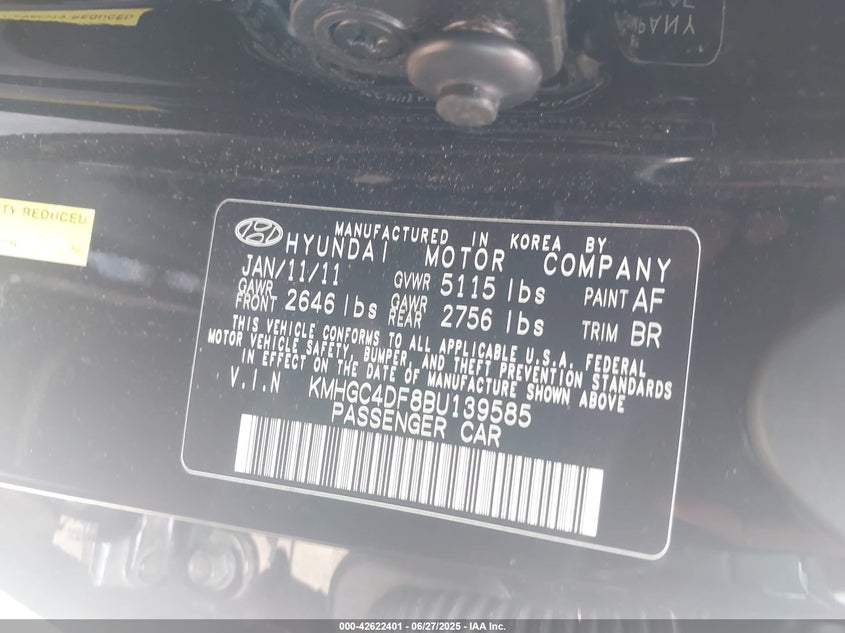 REDUCED
TY REDUCED
MANUFACTURED IN KOREA BY
HYUNDAI MOTOR COMPANY
JAN/11/11 GVWR 5115 lbs PAINT AF
GAWR FRONT 2646 lbs GAWR REAR 2756 lbs TRIM BR
THIS VEHICLE CONFORMS TO ALL APPLICABLE U.S.A. FEDERAL
MOTOR VEHICLE SAFETY, BUMPER, AND THEFT PREVENTION STANDARDS
IN EFFECT ON THE DATE OF MANUFACTURE SHOWN ABOVE
V.I.N KMHGC4DF8BU139585
PASSENGER CAR
000-42622401 - 06/27/2025 - IAA Inc.